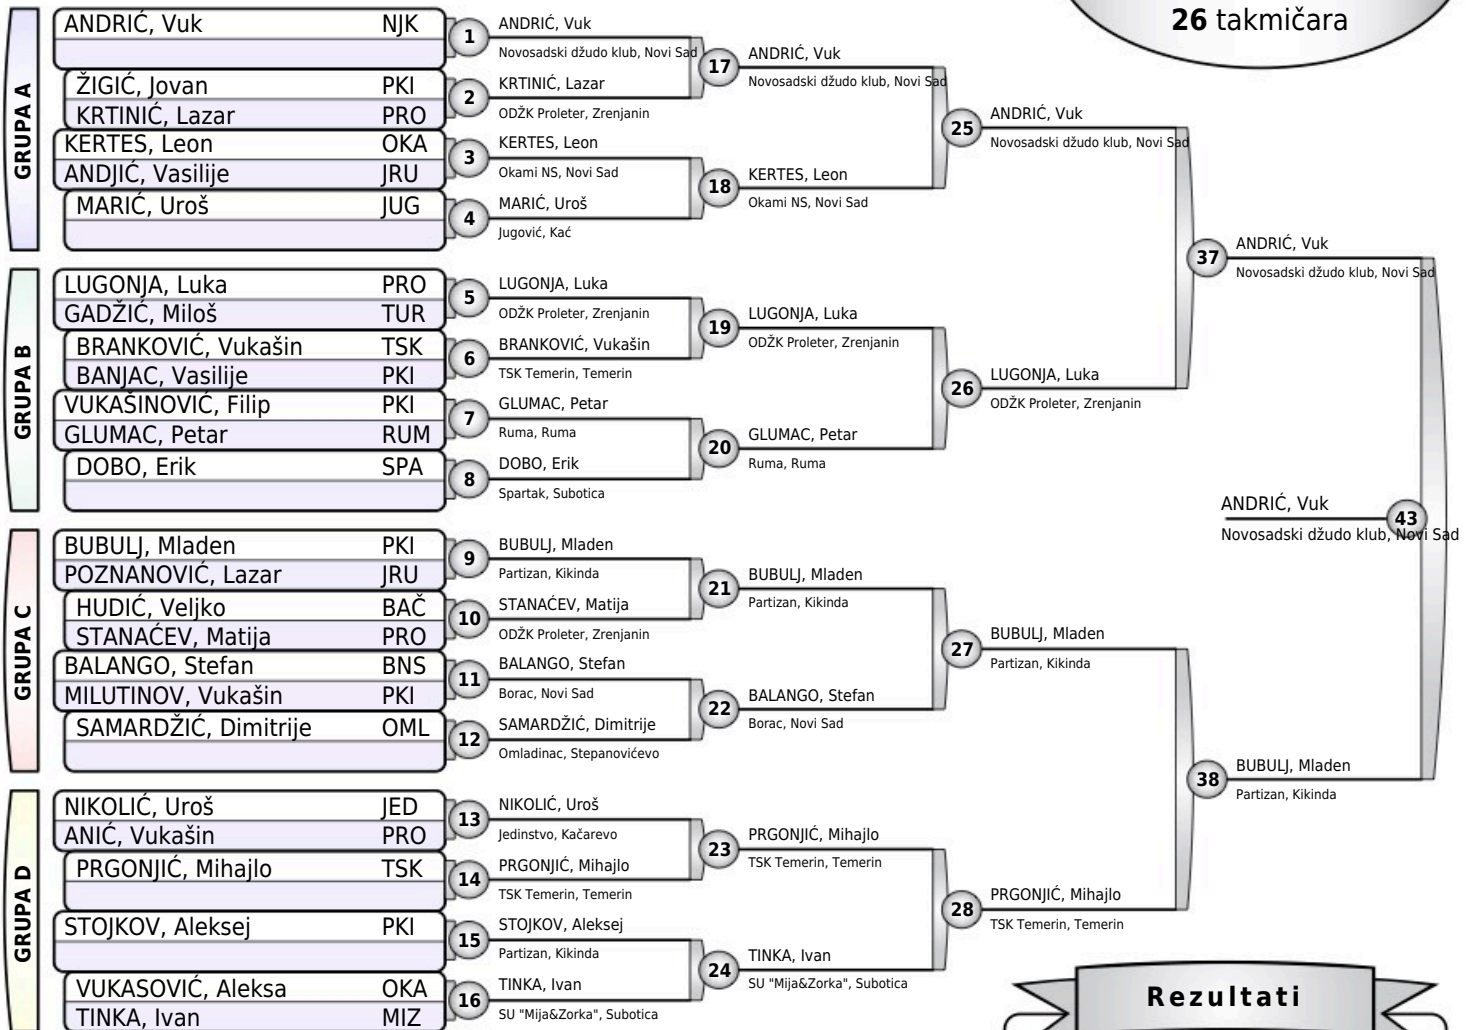 26 takmičara
GRUPA A
ANDRIĆ, Vuk NJK
ŽIGIĆ, Jovan PKI
KRTINIĆ, Lazar PRO
KERTES, Leon OKA
ANDJIĆ, Vasilije JRU
MARIĆ, Uroš JUG
GRUPA B
LUGONJA, Luka PRO
GADŽIĆ, Miloš TUR
BRANKOVIĆ, Vukašin TSK
BANJAC, Vasilije PKI
VUKAŠINOVIĆ, Filip PKI
GLUMAC, Petar RUM
DOBO, Erik SPA
GRUPA C
BUBULJ, Mladen PKI
POZNANOVIĆ, Lazar JRU
HUDIĆ, Veljko BAČ
STANAĆEV, Matija PRO
BALANGO, Stefan BNS
MILUTINOV, Vukašin PKI
SAMARDŽIĆ, Dimitrije OML
GRUPA D
NIKOLIĆ, Uroš JED
ANIĆ, Vukašin PRO
PRGONJIĆ, Mihajlo TSK
STOJKOV, Aleksej PKI
VUKASOVIĆ, Aleksa OKA
TINKA, Ivan MIZ
1 ANDRIĆ, Vuk
Novosadski džudo klub, Novi Sad
2 KRTINIĆ, Lazar
ODŽK Proleter, Zrenjanin
3 KERTES, Leon
Okami NS, Novi Sad
4 MARIĆ, Uroš
Jugović, Kać
5 LUGONJA, Luka
ODŽK Proleter, Zrenjanin
6 BRANKOVIĆ, Vukašin
TSK Temerin, Temerin
7 GLUMAC, Petar
Ruma, Ruma
8 DOBO, Erik
Spartak, Subotica
9 BUBULJ, Mladen
Partizan, Kikinda
10 STANAĆEV, Matija
ODŽK Proleter, Zrenjanin
11 BALANGO, Stefan
Borac, Novi Sad
12 SAMARDŽIĆ, Dimitrije
Omladinac, Stepanovićevo
13 NIKOLIĆ, Uroš
Jedinstvo, Kačarevo
14 PRGONJIĆ, Mihajlo
TSK Temerin, Temerin
15 STOJKOV, Aleksej
Partizan, Kikinda
16 TINKA, Ivan
SU "Mija&Zorka", Subotica
17 ANDRIĆ, Vuk
Novosadski džudo klub, Novi Sad
18 KERTES, Leon
Okami NS, Novi Sad
19 LUGONJA, Luka
ODŽK Proleter, Zrenjanin
20 GLUMAC, Petar
Ruma, Ruma
21 BUBULJ, Mladen
Partizan, Kikinda
22 BALANGO, Stefan
Borac, Novi Sad
23 PRGONJIĆ, Mihajlo
TSK Temerin, Temerin
24 TINKA, Ivan
SU "Mija&Zorka", Subotica
25 ANDRIĆ, Vuk
Novosadski džudo klub, Novi Sad
26 LUGONJA, Luka
ODŽK Proleter, Zrenjanin
27 BUBULJ, Mladen
Partizan, Kikinda
28 PRGONJIĆ, Mihajlo
TSK Temerin, Temerin
37 ANDRIĆ, Vuk
Novosadski džudo klub, Novi Sad
38 BUBULJ, Mladen
Partizan, Kikinda
ANDRIĆ, Vuk 43
Novosadski džudo klub, Novi Sad
Rezultati